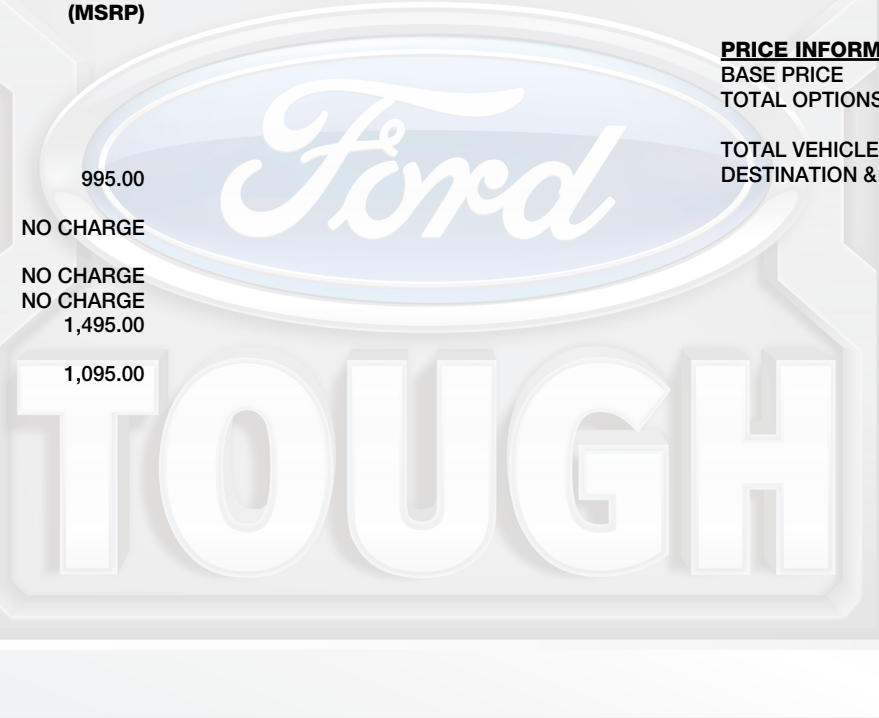 (MSRP)
995.00
NO CHARGE
NO CHARGE
NO CHARGE
1,495.00
1,095.00
PRICE INFORM
BASE PRICE
TOTAL OPTIONS
TOTAL VEHICLE
DESTINATION &
Ford
TOUGH